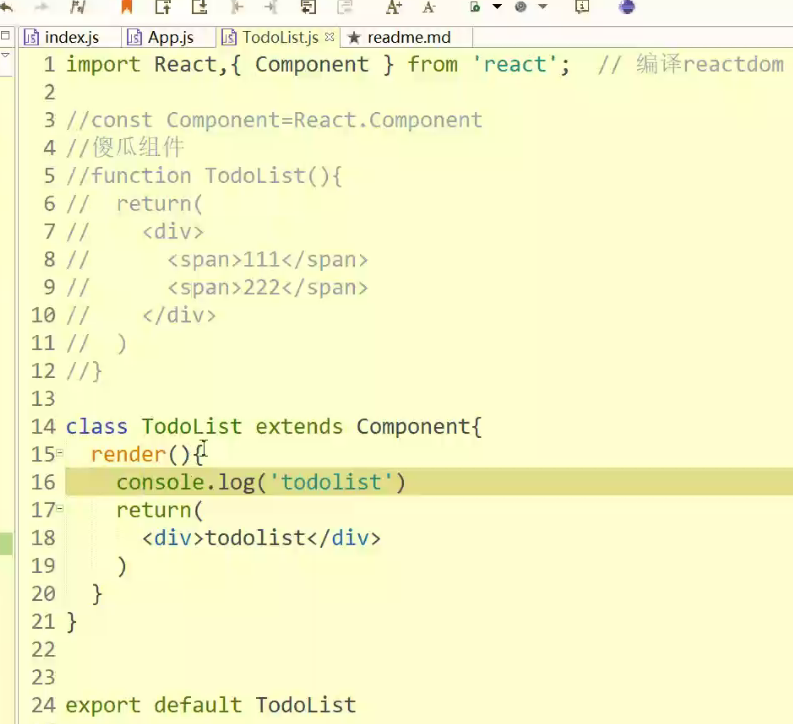 index.js App.js TodoList.js readme.md
1 import React,{ Component } from 'react';  // 编译reactdom
2
3 //const Component=React.Component
4 //傻瓜组件
5 //function TodoList(){
6 //  return(
7 //    <div>
8 //      <span>111</span>
9 //      <span>222</span>
10 //    </div>
11 //  )
12 //}
13
14 class TodoList extends Component{
15   render(){
16     console.log('todolist')
17     return(
18       <div>todolist</div>
19     )
20   }
21 }
22
23
24 export default TodoList